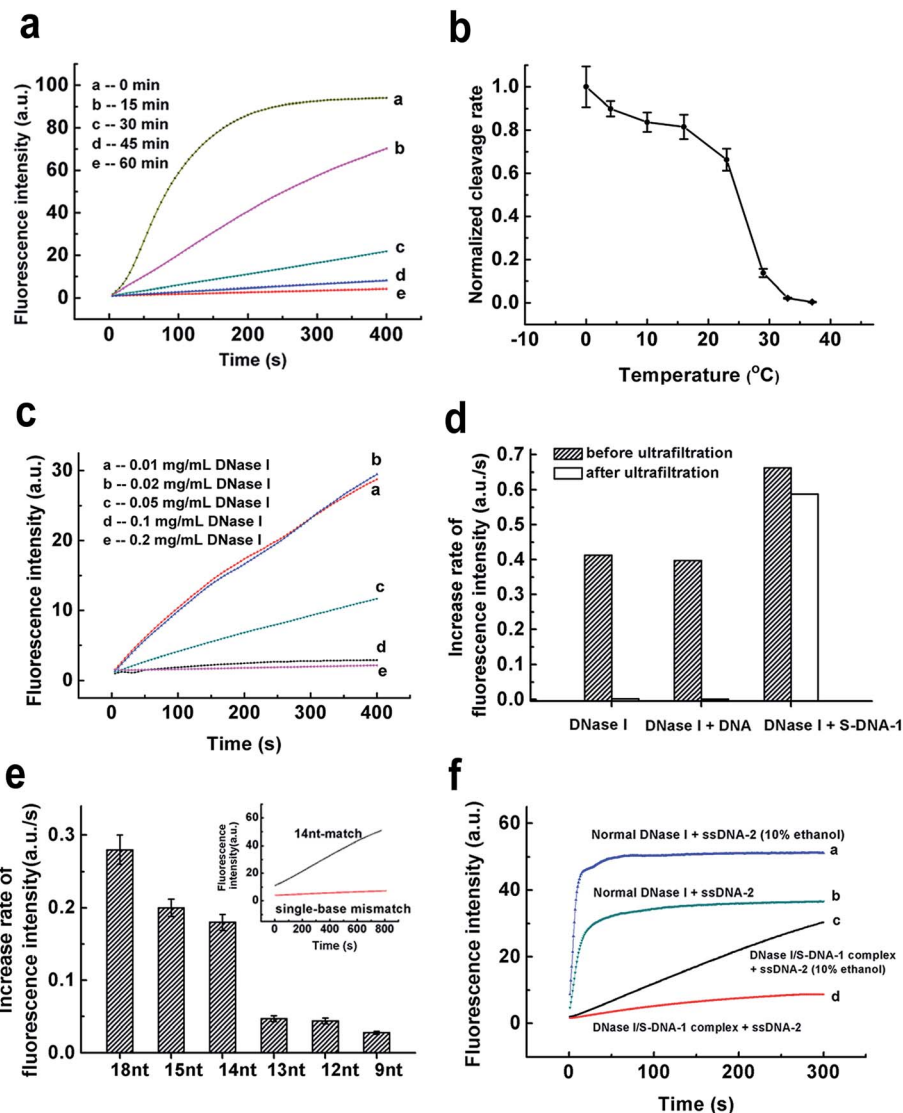 a
a -- 0 min
b -- 15 min
c -- 30 min
d -- 45 min
e -- 60 min
a
b
c
d
e
100
80
60
40
20
0
0 100 200 300 400
Fluorescence intensity (a.u.)
Time (s)
b
1.0
0.8
0.6
0.4
0.2
0.0
-10 0 10 20 30 40
Normalized cleavage rate
Temperature (°C)
c
a -- 0.01 mg/mL DNase I
b -- 0.02 mg/mL DNase I
c -- 0.05 mg/mL DNase I
d -- 0.1 mg/mL DNase I
e -- 0.2 mg/mL DNase I
b
a
c
d
e
30
20
10
0
0 100 200 300 400
Fluorescence intensity (a.u.)
Time (s)
d
before ultrafiltration
after ultrafiltration
0.7
0.6
0.5
0.4
0.3
0.2
0.1
0.0
Increase rate of
fluorescence intensity (a.u./s)
DNase I DNase I + DNA DNase I + S-DNA-1
e
0.3
0.2
0.1
0.0
Increase rate of
fluorescence intensity(a.u./s)
18nt 15nt 14nt 13nt 12nt 9nt
Fluorescence
intensity(a.u.)
60
40
20
0
14nt-match
single-base mismatch
0 200 400 600 800
Time (s)
f
60
50
40
30
20
10
0
Fluorescence intensity (a.u.)
Normal DNase I + ssDNA-2 (10% ethanol)
a
Normal DNase I + ssDNA-2
b
c
DNase I/S-DNA-1 complex
+ ssDNA-2 (10% ethanol)
d
DNase I/S-DNA-1 complex + ssDNA-2
0 50 100 150 200 250 300
Time (s)